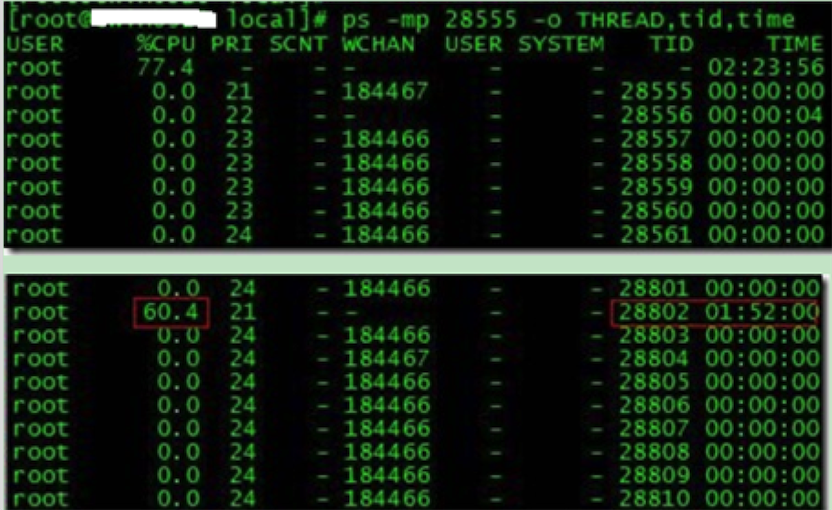 [root@ local]# ps -mp 28555 -o THREAD,tid,time
USER %CPU PRI SCNT WCHAN USER SYSTEM TID TIME
root 77.4 - - - - - - 02:23:56
root 0.0 21 - 184467 - - 28555 00:00:00
root 0.0 22 - - - - 28556 00:00:04
root 0.0 23 - 184466 - - 28557 00:00:00
root 0.0 23 - 184466 - - 28558 00:00:00
root 0.0 23 - 184466 - - 28559 00:00:00
root 0.0 23 - 184466 - - 28560 00:00:00
root 0.0 24 - 184466 - - 28561 00:00:00
root 0.0 24 - 184466 - - 28801 00:00:00
root 60.4 21 - - - - 28802 01:52:00
root 0.0 24 - 184466 - - 28803 00:00:00
root 0.0 24 - 184467 - - 28804 00:00:00
root 0.0 24 - 184466 - - 28805 00:00:00
root 0.0 24 - 184466 - - 28806 00:00:00
root 0.0 24 - 184466 - - 28807 00:00:00
root 0.0 24 - 184466 - - 28808 00:00:00
root 0.0 24 - 184466 - - 28809 00:00:00
root 0.0 24 - 184466 - - 28810 00:00:00